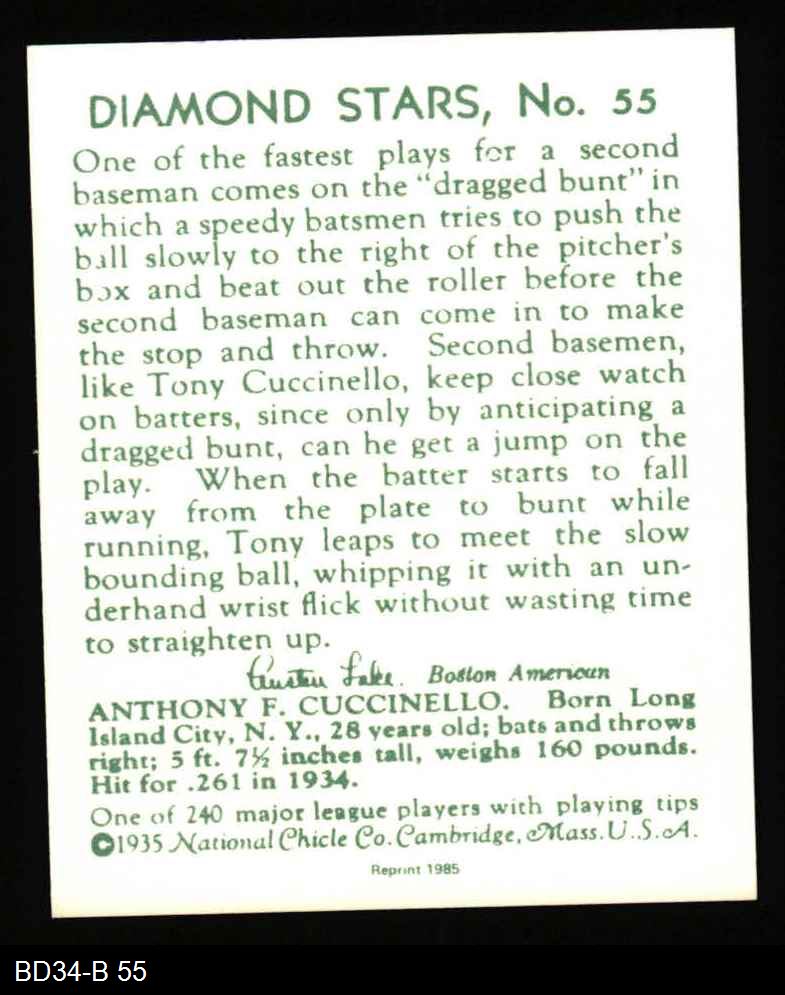 DIAMOND STARS, No. 55
One of the fastest plays for a second
baseman comes on the "dragged bunt" in
which a speedy batsmen tries to push the
ball slowly to the right of the pitcher's
box and beat out the roller before the
second baseman can come in to make
the stop and throw. Second basemen,
like Tony Cuccinello, keep close watch
on batters, since only by anticipating a
dragged bunt, can he get a jump on the
play. When the batter starts to fall
away from the plate to bunt while
running, Tony leaps to meet the slow
bounding ball, whipping it with an un-
derhand wrist flick without wasting time
to straighten up.
Austen Lake. Boston American
ANTHONY F. CUCCINELLO. Born Long
Island City, N. Y., 28 years old; bats and throws
right; 5 ft. 7½ inches tall, weighs 160 pounds.
Hit for .261 in 1934.
One of 240 major league players with playing tips
©1935 National Chicle Co. Cambridge, Mass. U.S.A.
Reprint 1985
BD34-B 55